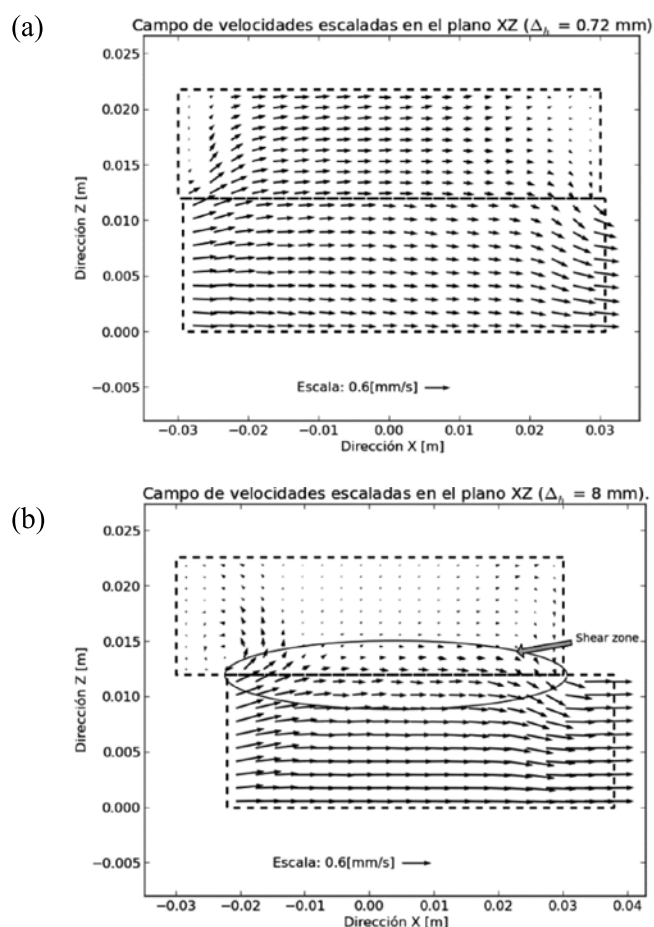 (a)
Campo de velocidades escaladas en el plano XZ (Δₕ = 0.72 mm)
Dirección Z [m]
0.025
0.020
0.015
0.010
0.005
0.000
−0.005
Escala: 0.6[mm/s]
−0.03 −0.02 −0.01 0.00 0.01 0.02 0.03
Dirección X [m]
(b)
Campo de velocidades escaladas en el plano XZ (Δₕ = 8 mm).
Dirección Z [m]
0.025
0.020
0.015
0.010
0.005
0.000
−0.005
Shear zone
Escala: 0.6[mm/s]
−0.03 −0.02 −0.01 0.00 0.01 0.02 0.03 0.04
Dirección X [m]